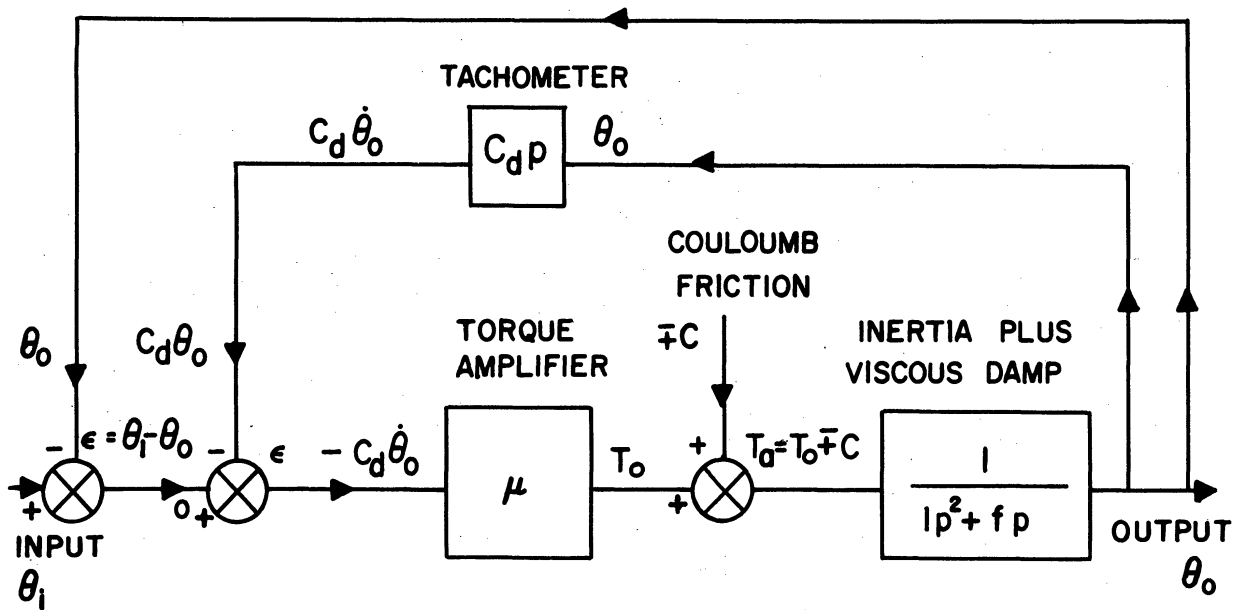 TACHOMETER
C_d θ̇_o
C_d p
θ_o
COULOUMB
FRICTION
∓C
TORQUE
AMPLIFIER
INERTIA PLUS
VISCOUS DAMP
θ_o
C_d θ_o
- ϵ = θ_i - θ_o
- ϵ
- C_d θ̇_o
μ
T_o
+
T_a = T_o ∓ C
1
Ip² + fp
+
o +
+
INPUT
θ_i
OUTPUT
θ_o